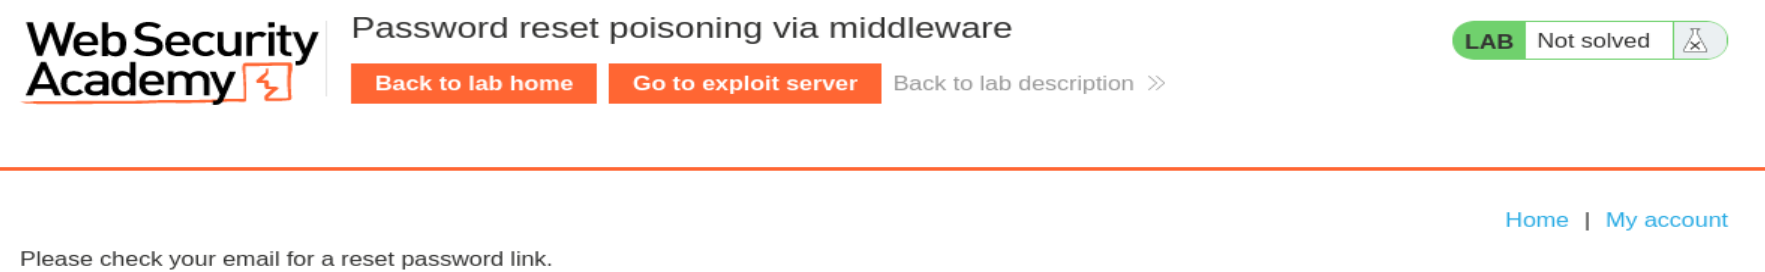 Web Security
Academy
Password reset poisoning via middleware
Back to lab home
Go to exploit server
Back to lab description
LAB
Not solved
Home | My account
Please check your email for a reset password link.